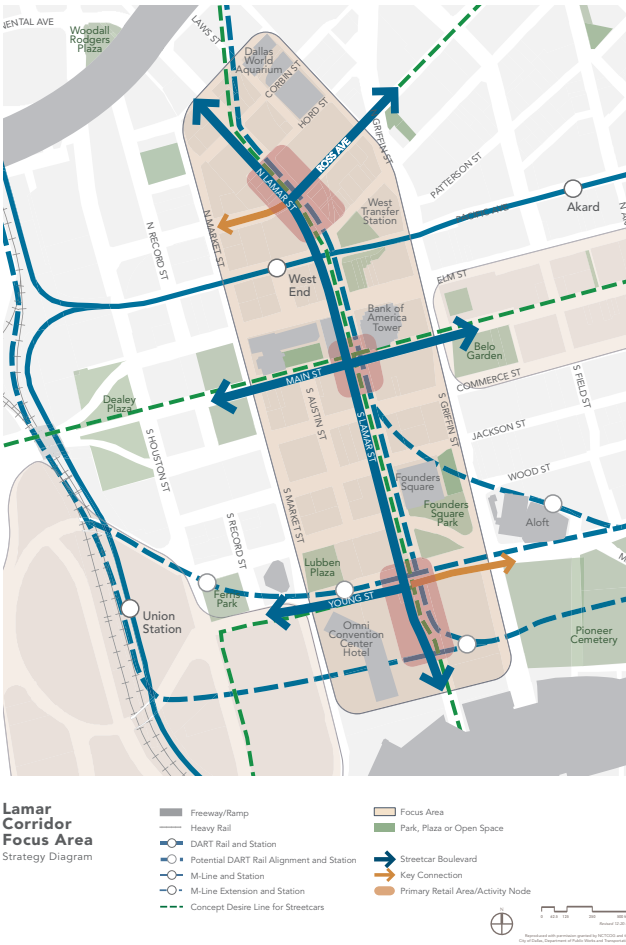 NENTAL AVE
Woodall
Rodgers
Plaza
LAWS ST
Dallas
World
Aquarium
CORBIN ST
HORD ST
GRIFFIN ST
ROSS AVE
N LAMAR ST
PATTERSON ST
Akard
West
Transfer
Station
N RECORD ST
N MARKET ST
West
End
ELM ST
Bank of
America
Tower
Belo
Garden
MAIN ST
COMMERCE ST
Dealey
Plaza
S AUSTIN ST
S LAMAR ST
S GRIFFIN ST
S FIELD ST
JACKSON ST
S HOUSTON ST
WOOD ST
Founders
Square
S MARKET ST
Founders
Square
Park
Aloft
S RECORD ST
Lubben
Plaza
Ferris
Park
YOUNG ST
Union
Station
Omni
Convention
Center
Hotel
Pioneer
Cemetery
Lamar
Corridor
Focus Area
Strategy Diagram
Freeway/Ramp
Heavy Rail
DART Rail and Station
Potential DART Rail Alignment and Station
M-Line and Station
M-Line Extension and Station
Concept Desire Line for Streetcars
Focus Area
Park, Plaza or Open Space
Streetcar Boulevard
Key Connection
Primary Retail Area/Activity Node